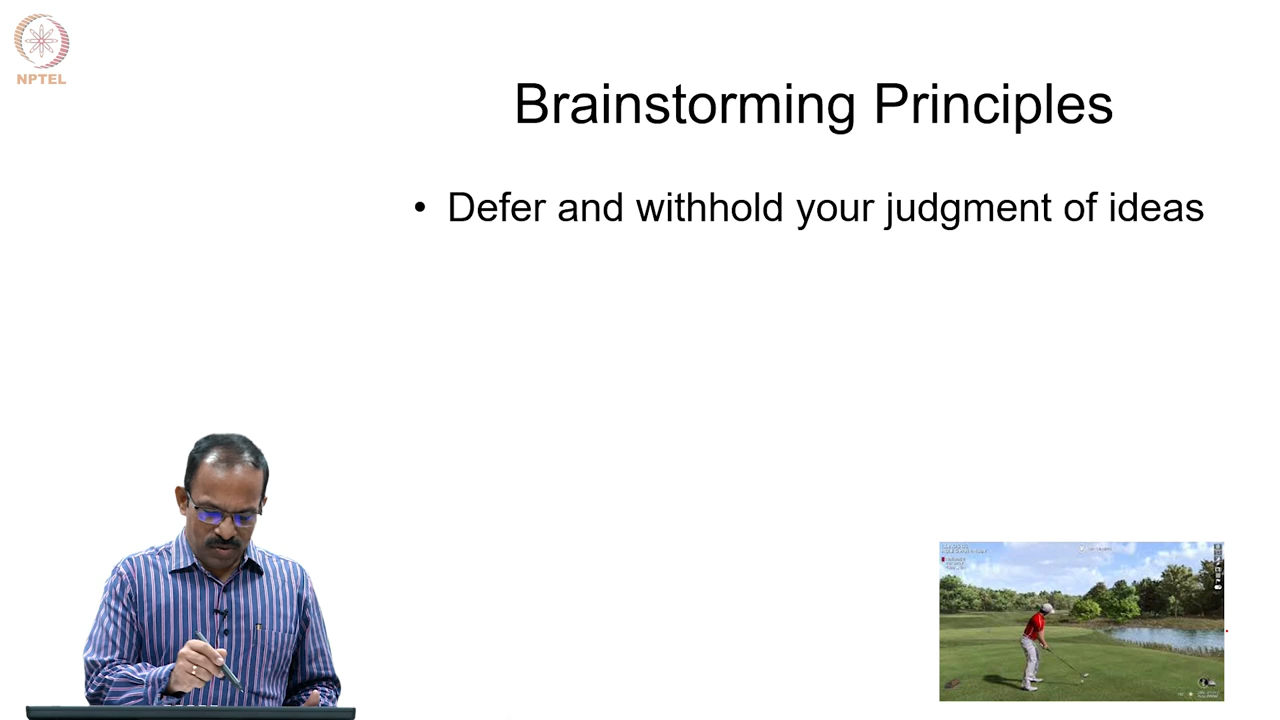 NPTEL
Brainstorming Principles
• Defer and withhold your judgment of ideas